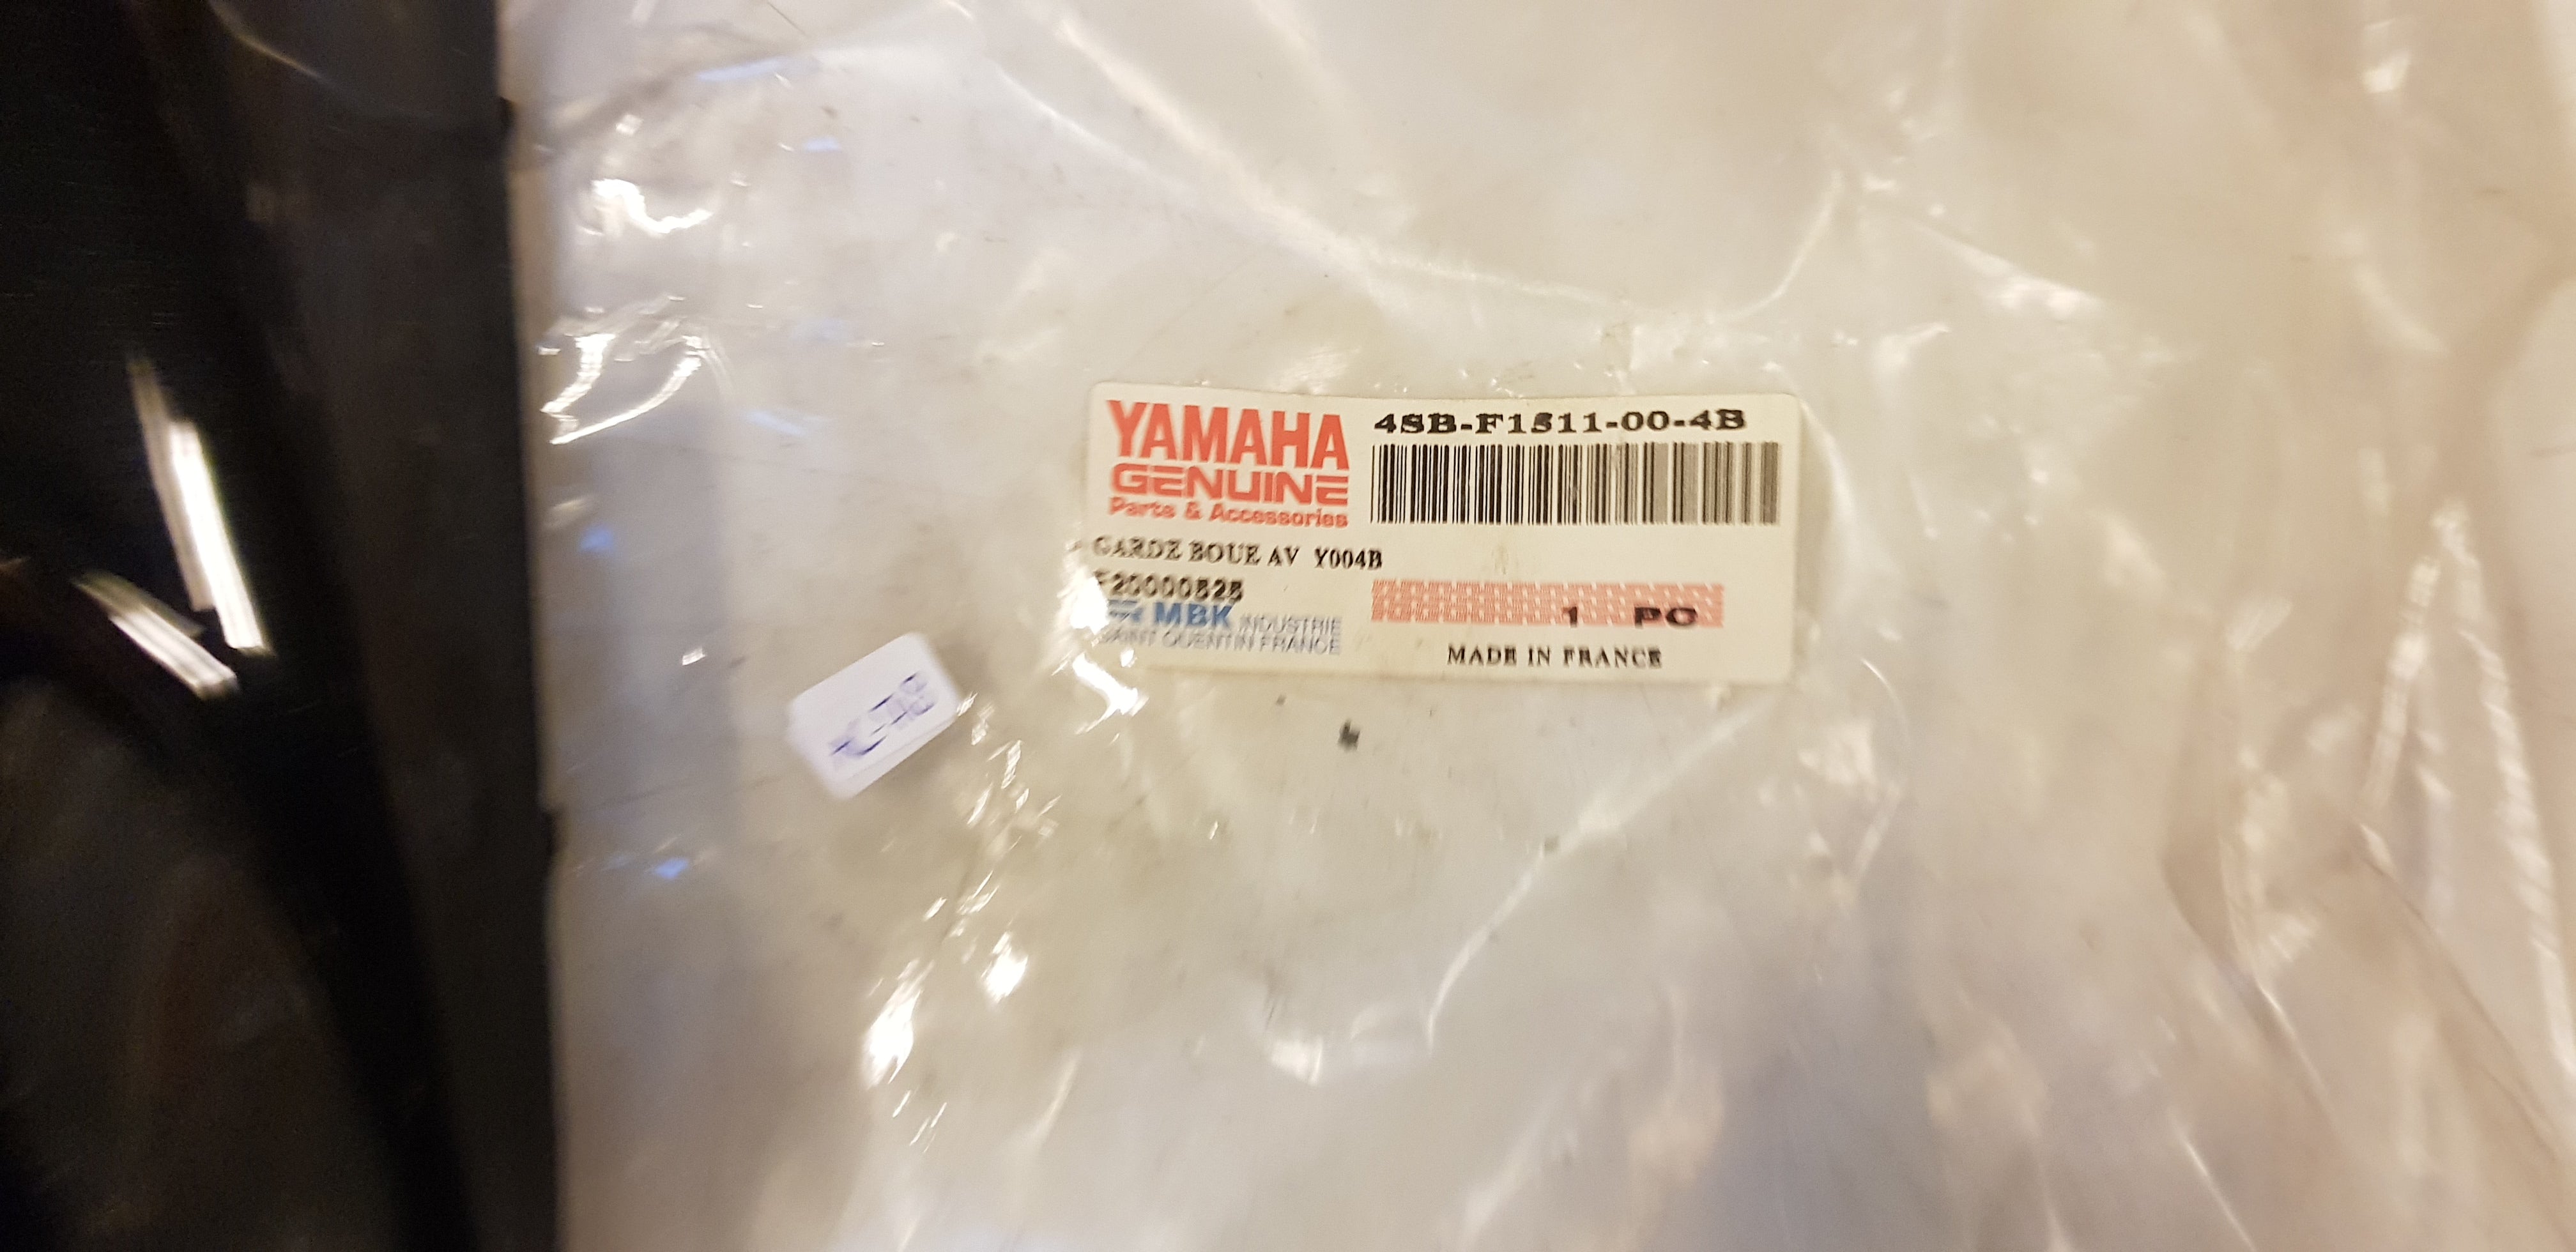 YAMAHA
GENUINE
Parts & Accessories
4SB-F1511-00-4B
GARDE BOUE AV Y004B
F20000525
MBK INDUSTRIE
SAINT QUENTIN FRANCE
1 PC
MADE IN FRANCE